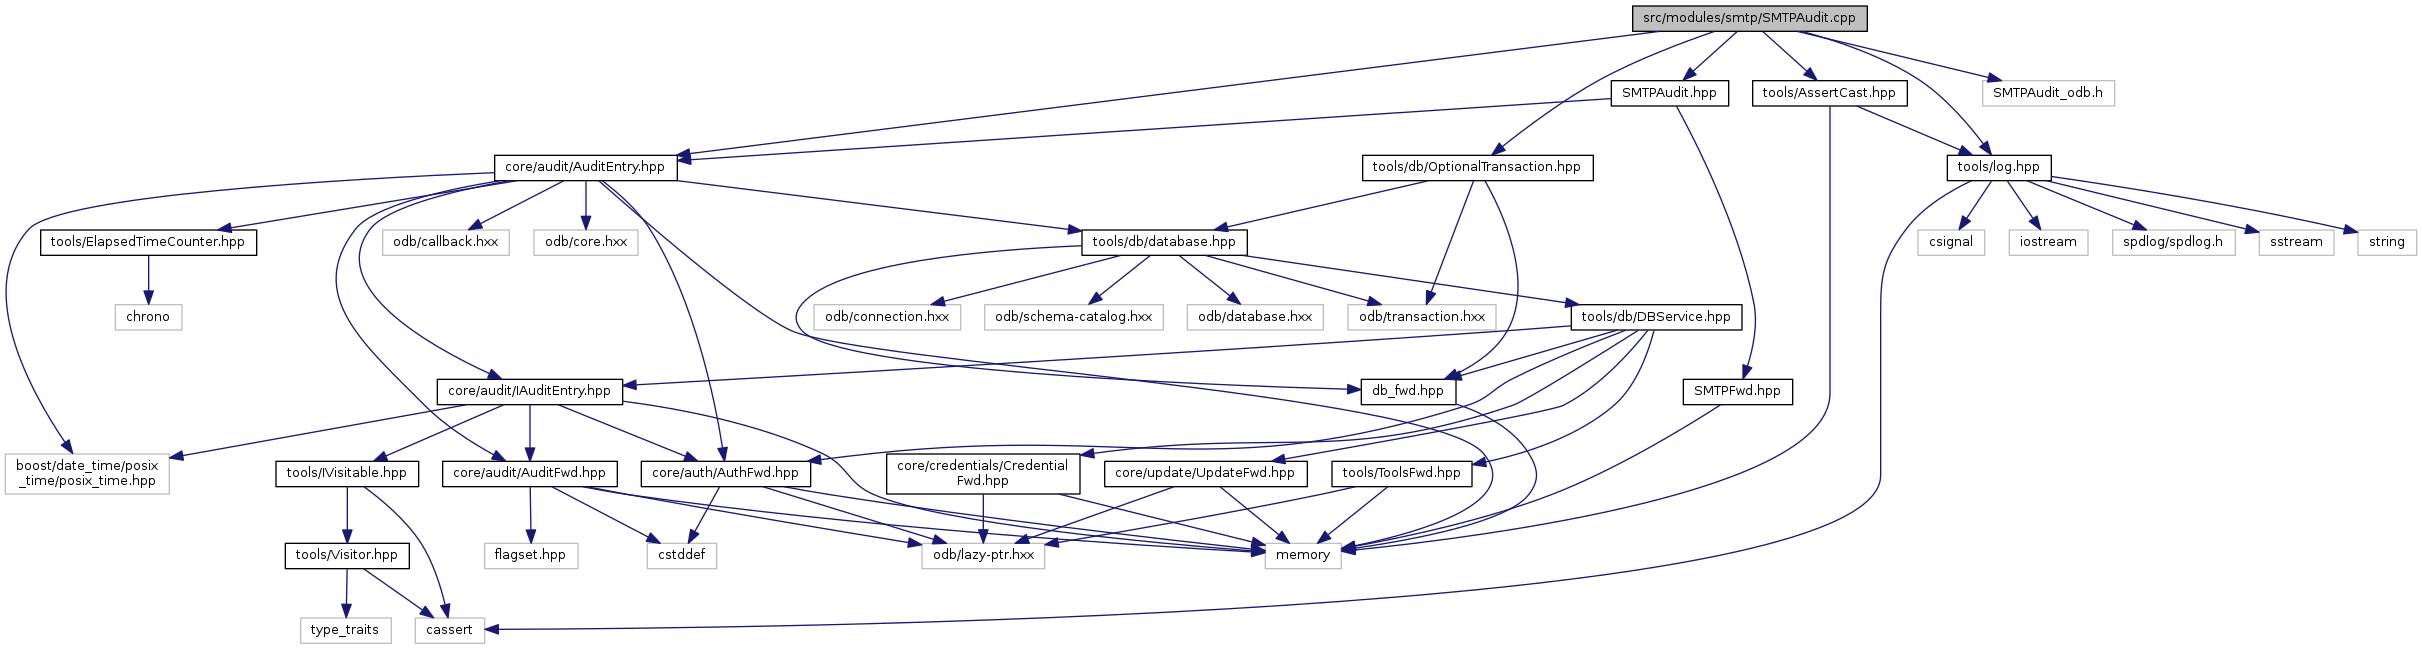 src/modules/smtp/SMTPAudit.cpp
SMTPAudit.hpp
tools/AssertCast.hpp
SMTPAudit_odb.h
core/audit/AuditEntry.hpp
tools/db/OptionalTransaction.hpp
tools/log.hpp
tools/ElapsedTimeCounter.hpp
odb/callback.hxx
odb/core.hxx
tools/db/database.hpp
csignal
iostream
spdlog/spdlog.h
sstream
string
chrono
odb/connection.hxx
odb/schema-catalog.hxx
odb/database.hxx
odb/transaction.hxx
tools/db/DBService.hpp
core/audit/IAuditEntry.hpp
db_fwd.hpp
SMTPFwd.hpp
boost/date_time/posix
_time/posix_time.hpp
tools/IVisitable.hpp
core/audit/AuditFwd.hpp
core/auth/AuthFwd.hpp
core/credentials/Credential
Fwd.hpp
core/update/UpdateFwd.hpp
tools/ToolsFwd.hpp
tools/Visitor.hpp
flagset.hpp
cstddef
odb/lazy-ptr.hxx
memory
type_traits
cassert